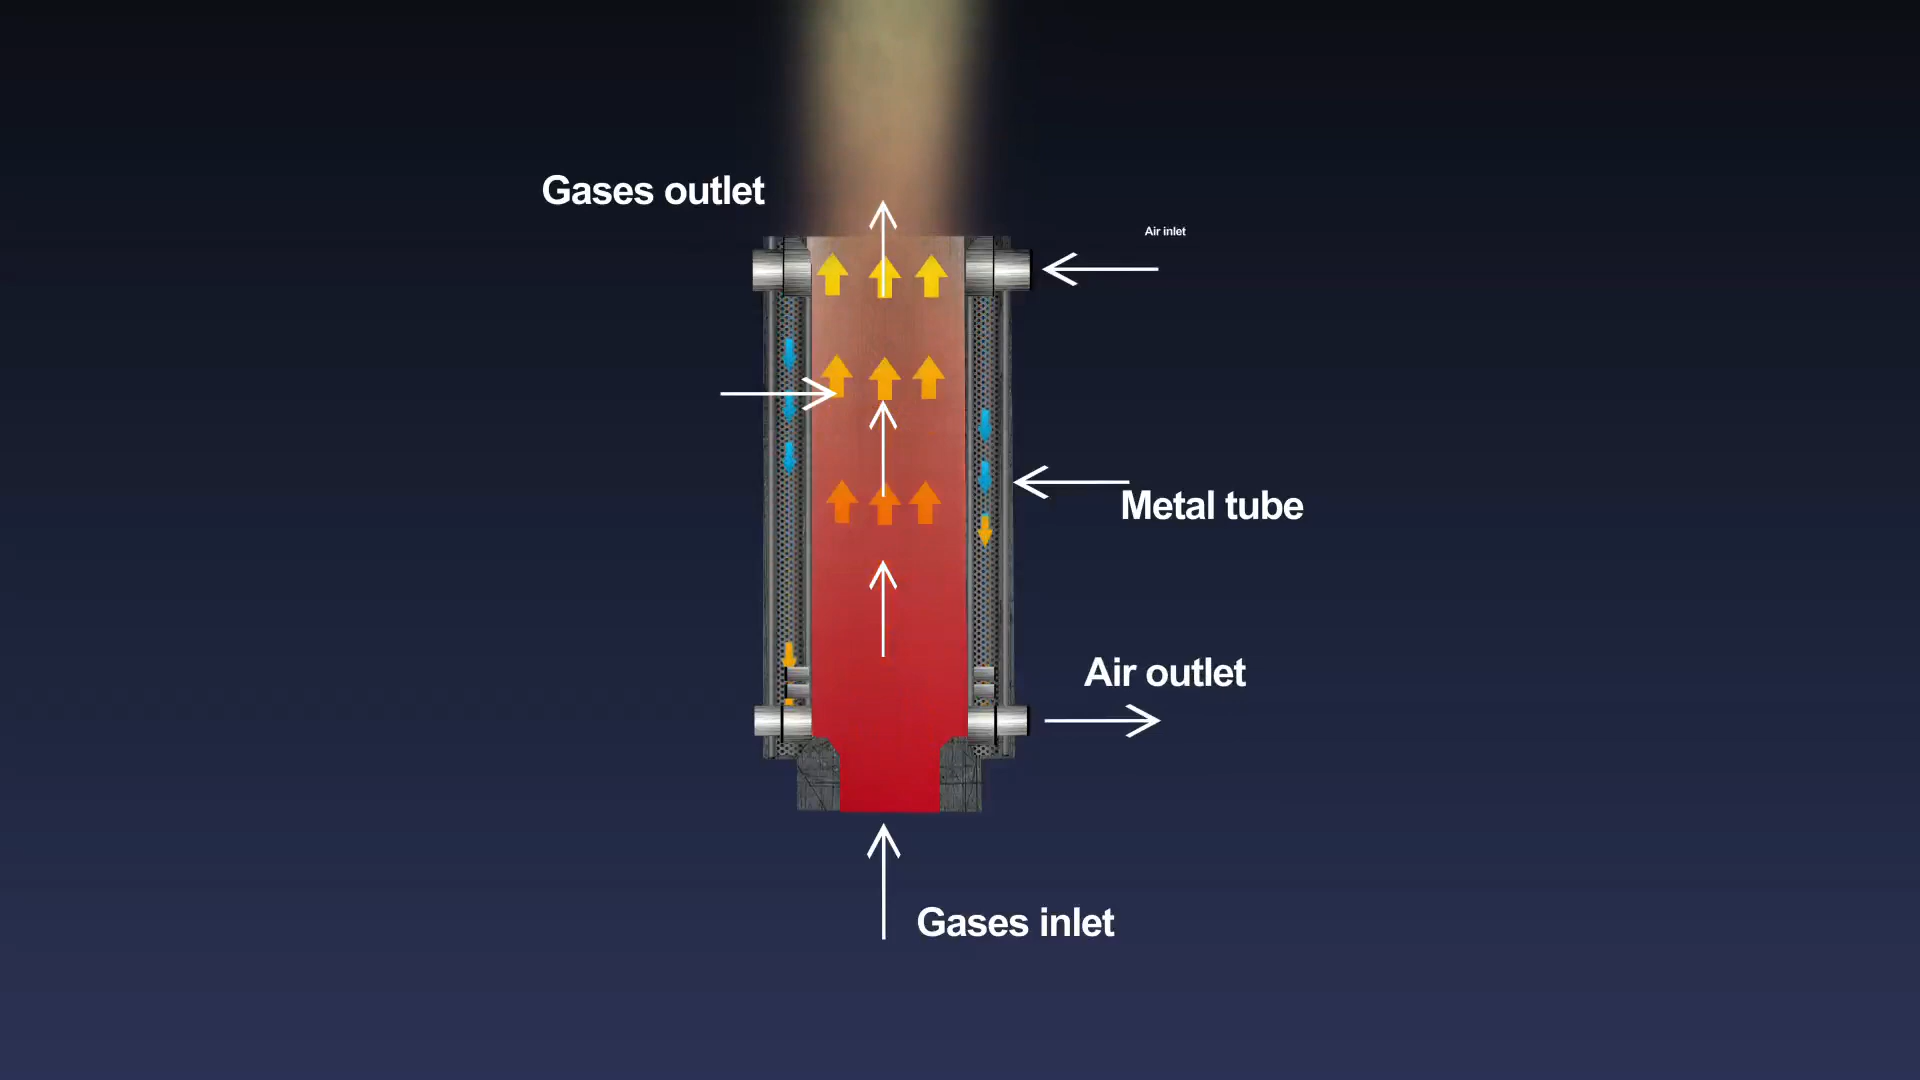 Gases outlet
Air inlet
Metal tube
Air outlet
Gases inlet